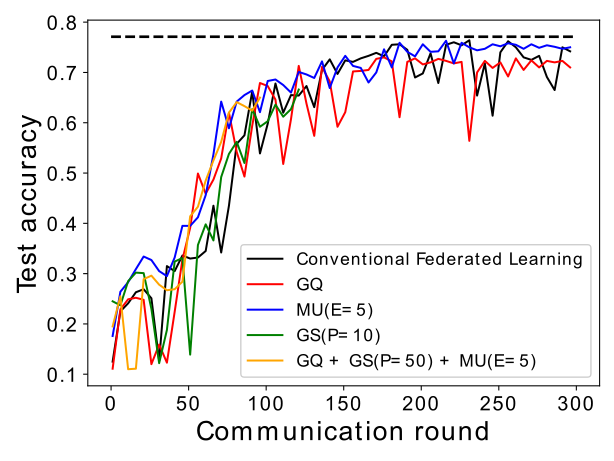 0.8
0.7
0.6
0.5
0.4
0.3
0.2
0.1
Test accuracy
Conventional Federated Learning
GQ
MU(E= 5)
GS(P= 10)
GQ + GS(P= 50) + MU(E= 5)
0 50 100 150 200 250 300
Communication round